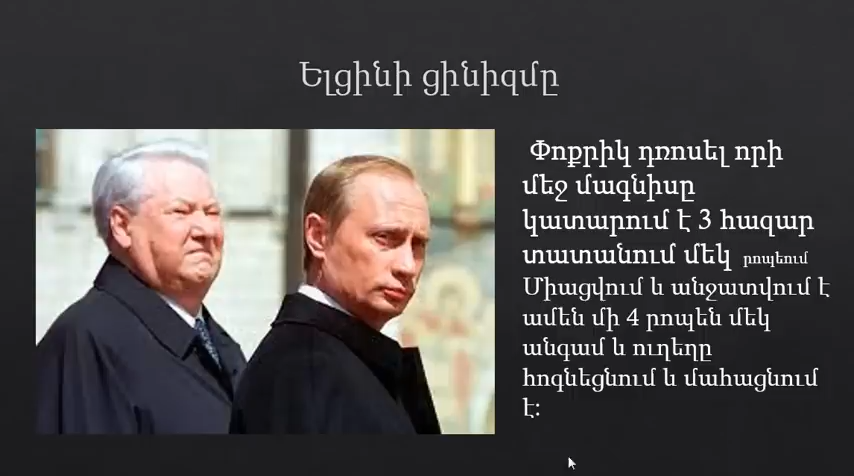 Ելցինի ցինիզմը
Փոքրիկ դռոսել որի
մեջ մագնիսը
կատարում է 3 հազար
տատանում մեկ րոպեում
Միացվում և անջատվում է
ամեն մի 4 րոպեն մեկ
անգամ և ուղեղը
հոգնեցնում և մահացնում
է։